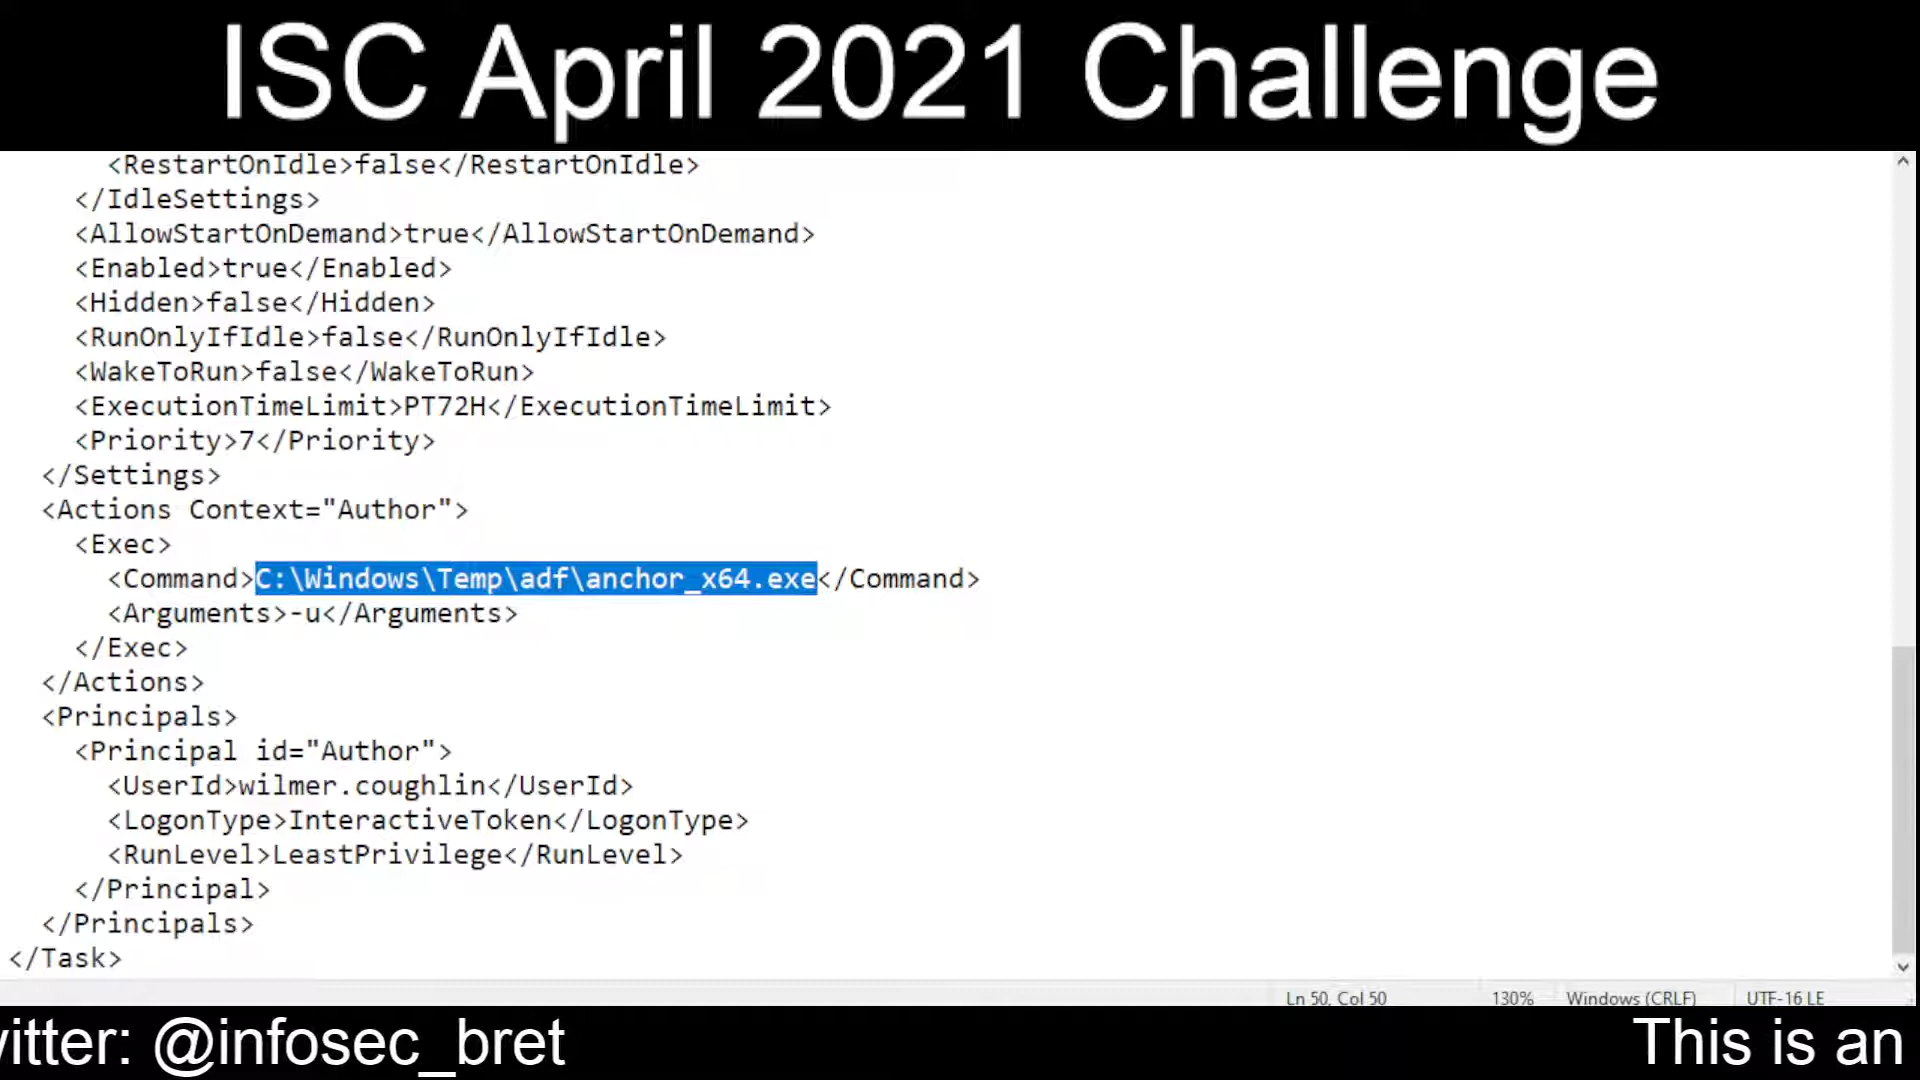 ISC April 2021 Challenge
<RestartOnIdle>false</RestartOnIdle>
</IdleSettings>
<AllowStartOnDemand>true</AllowStartOnDemand>
<Enabled>true</Enabled>
<Hidden>false</Hidden>
<RunOnlyIfIdle>false</RunOnlyIfIdle>
<WakeToRun>false</WakeToRun>
<ExecutionTimeLimit>PT72H</ExecutionTimeLimit>
<Priority>7</Priority>
</Settings>
<Actions Context="Author">
<Exec>
<Command>C:\Windows\Temp\adf\anchor_x64.exe</Command>
<Arguments>-u</Arguments>
</Exec>
</Actions>
<Principals>
<Principal id="Author">
<UserId>wilmer.coughlin</UserId>
<LogonType>InteractiveToken</LogonType>
<RunLevel>LeastPrivilege</RunLevel>
</Principal>
</Principals>
</Task>
Ln 50, Col 50 130% Windows (CRLF) UTF-16 LE
itter: @infosec_bret This is an